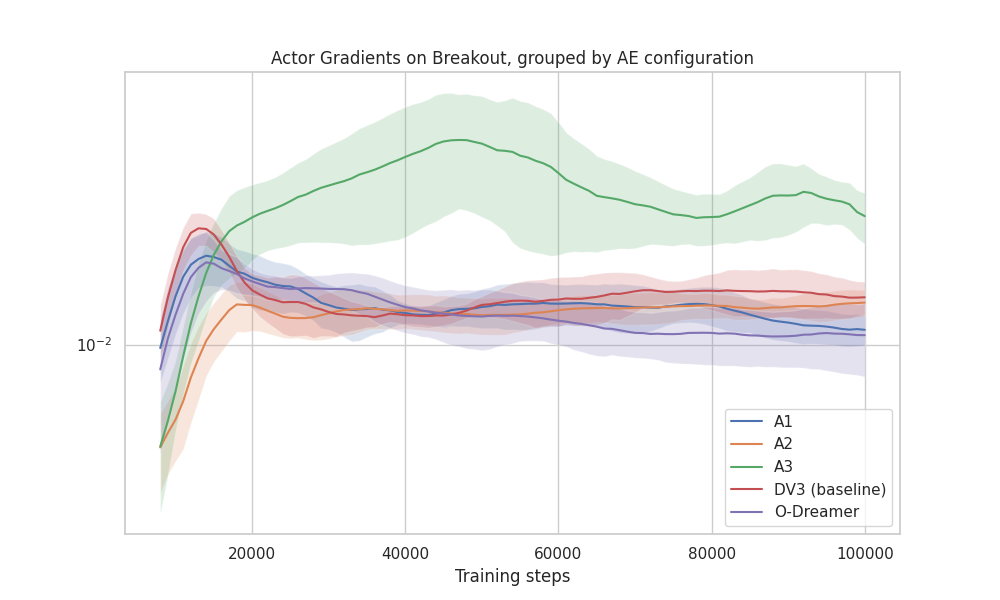 Actor Gradients on Breakout, grouped by AE configuration
10⁻²
A1
A2
A3
DV3 (baseline)
O-Dreamer
20000 40000 60000 80000 100000
Training steps